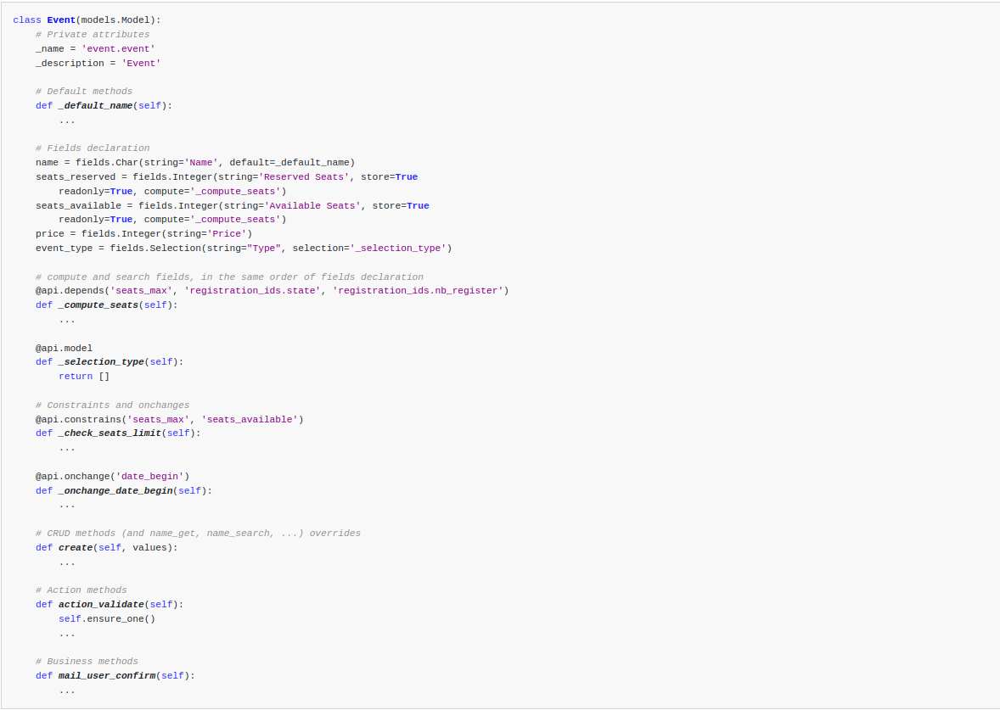 class Event(models.Model):
    # Private attributes
    _name = 'event.event'
    _description = 'Event'

    # Default methods
    def _default_name(self):
        ...

    # Fields declaration
    name = fields.Char(string='Name', default=_default_name)
    seats_reserved = fields.Integer(string='Reserved Seats', store=True
        readonly=True, compute='_compute_seats')
    seats_available = fields.Integer(string='Available Seats', store=True
        readonly=True, compute='_compute_seats')
    price = fields.Integer(string='Price')
    event_type = fields.Selection(string="Type", selection='_selection_type')

    # compute and search fields, in the same order of fields declaration
    @api.depends('seats_max', 'registration_ids.state', 'registration_ids.nb_register')
    def _compute_seats(self):
        ...

    @api.model
    def _selection_type(self):
        return []

    # Constraints and onchanges
    @api.constrains('seats_max', 'seats_available')
    def _check_seats_limit(self):
        ...

    @api.onchange('date_begin')
    def _onchange_date_begin(self):
        ...

    # CRUD methods (and name_get, name_search, ...) overrides
    def create(self, values):
        ...

    # Action methods
    def action_validate(self):
        self.ensure_one()
        ...

    # Business methods
    def mail_user_confirm(self):
        ...